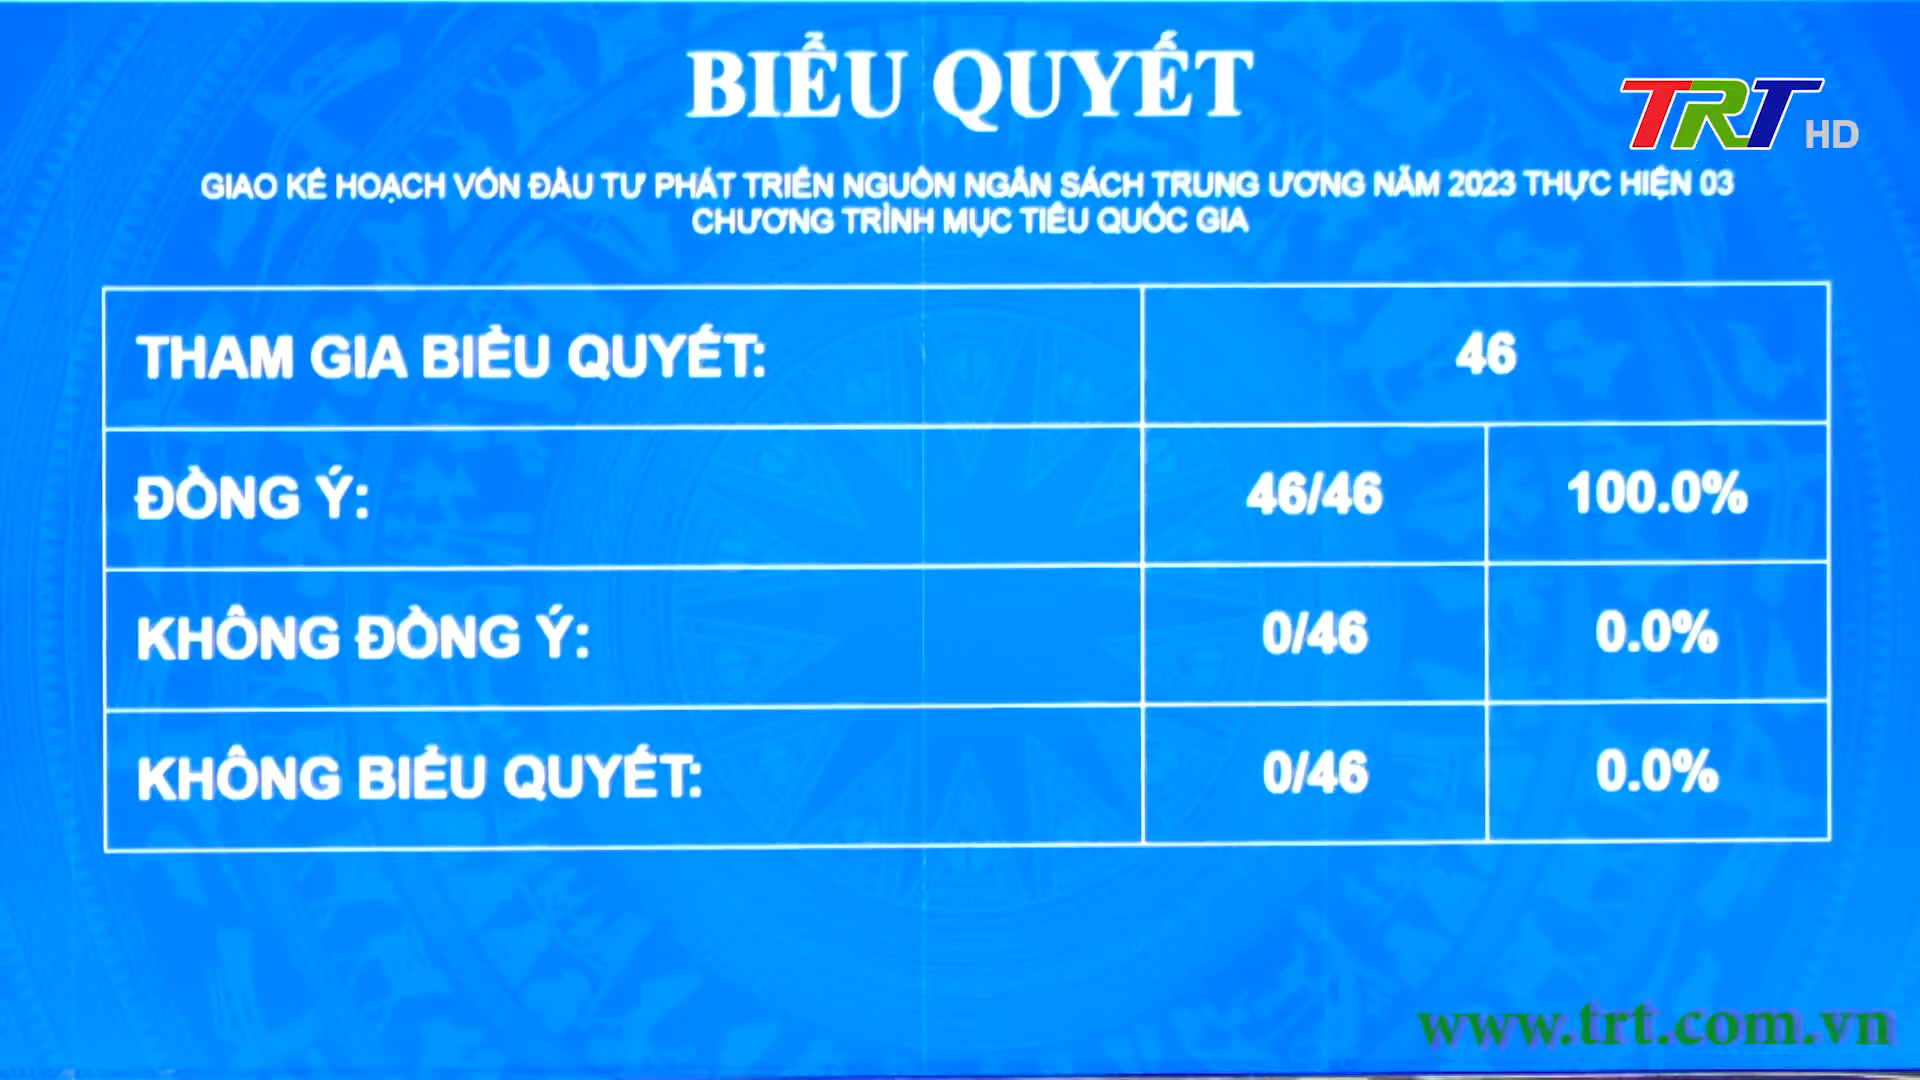 BIỂU QUYẾT
TRT HD
GIAO KẾ HOẠCH VỐN ĐẦU TƯ PHÁT TRIỂN NGUỒN NGÂN SÁCH TRUNG ƯƠNG NĂM 2023 THỰC HIỆN 03
CHƯƠNG TRÌNH MỤC TIÊU QUỐC GIA
THAM GIA BIỂU QUYẾT: 46
ĐỒNG Ý: 46/46 100.0%
KHÔNG ĐỒNG Ý: 0/46 0.0%
KHÔNG BIỂU QUYẾT: 0/46 0.0%
www.trt.com.vn